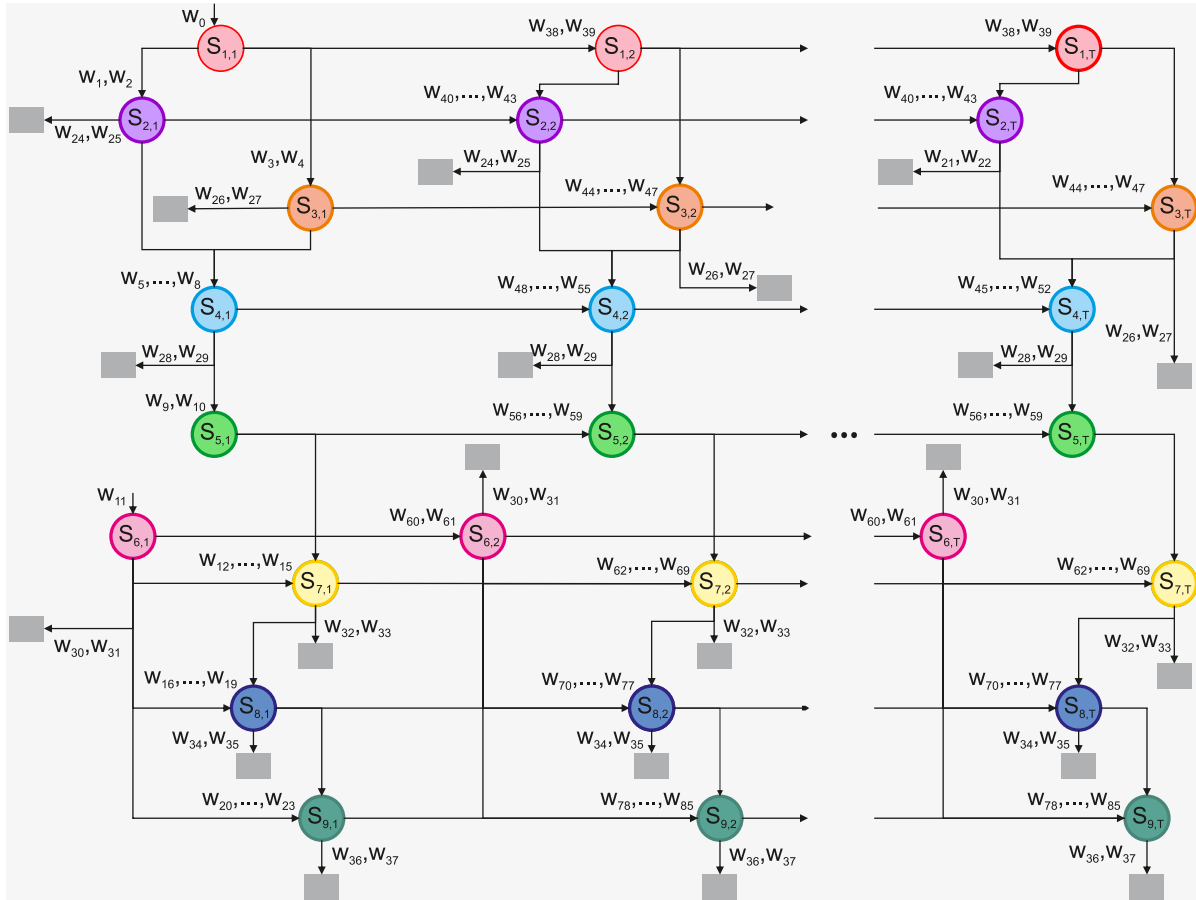 W0
W38,W39
W38,W39
S1,1
S1,2
S1,T
W1,W2
W40,...,W43
W40,...,W43
S2,1
S2,2
S2,T
W24,W25
W3,W4
W24,W25
W21,W22
W26,W27
W44,...,W47
W44,...,W47
S3,1
S3,2
S3,T
W5,...,W8
W48,...,W55
W26,W27
W45,...,W52
S4,1
S4,2
S4,T
W26,W27
W28,W29
W28,W29
W28,W29
W9,W10
W56,...,W59
W56,...,W59
S5,1
S5,2
...
S5,T
W11
W30,W31
W30,W31
W60,W61
W60,W61
S6,1
S6,2
S6,T
W12,...,W15
W62,...,W69
W62,...,W69
S7,1
S7,2
S7,T
W30,W31
W32,W33
W32,W33
W32,W33
W16,...,W19
W70,...,W77
W70,...,W77
S8,1
S8,2
S8,T
W34,W35
W34,W35
W34,W35
W20,...,W23
W78,...,W85
W78,...,W85
S9,1
S9,2
S9,T
W36,W37
W36,W37
W36,W37